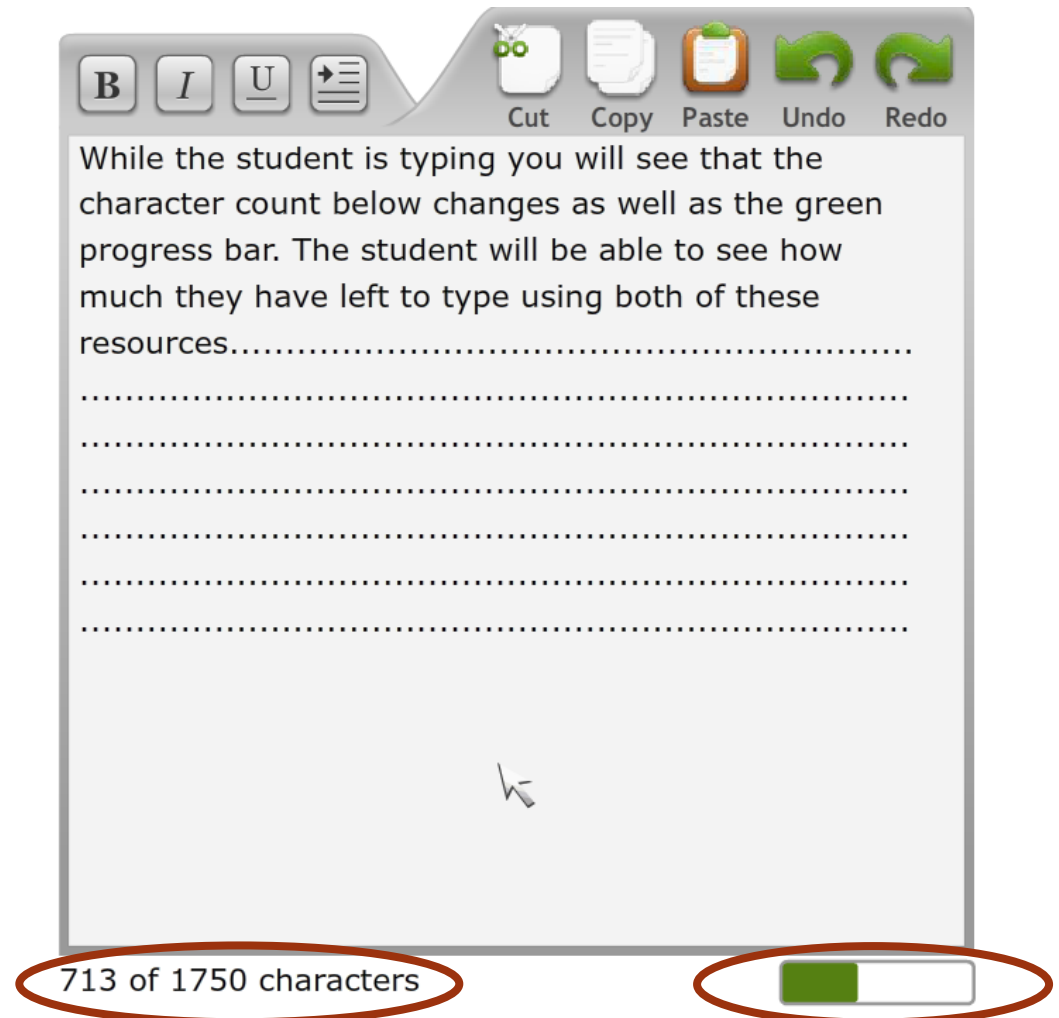 B I U
Cut Copy Paste Undo Redo
While the student is typing you will see that the
character count below changes as well as the green
progress bar. The student will be able to see how
much they have left to type using both of these
resources.............................................................
..........................................................................
..........................................................................
..........................................................................
..........................................................................
..........................................................................
..........................................................................
713 of 1750 characters